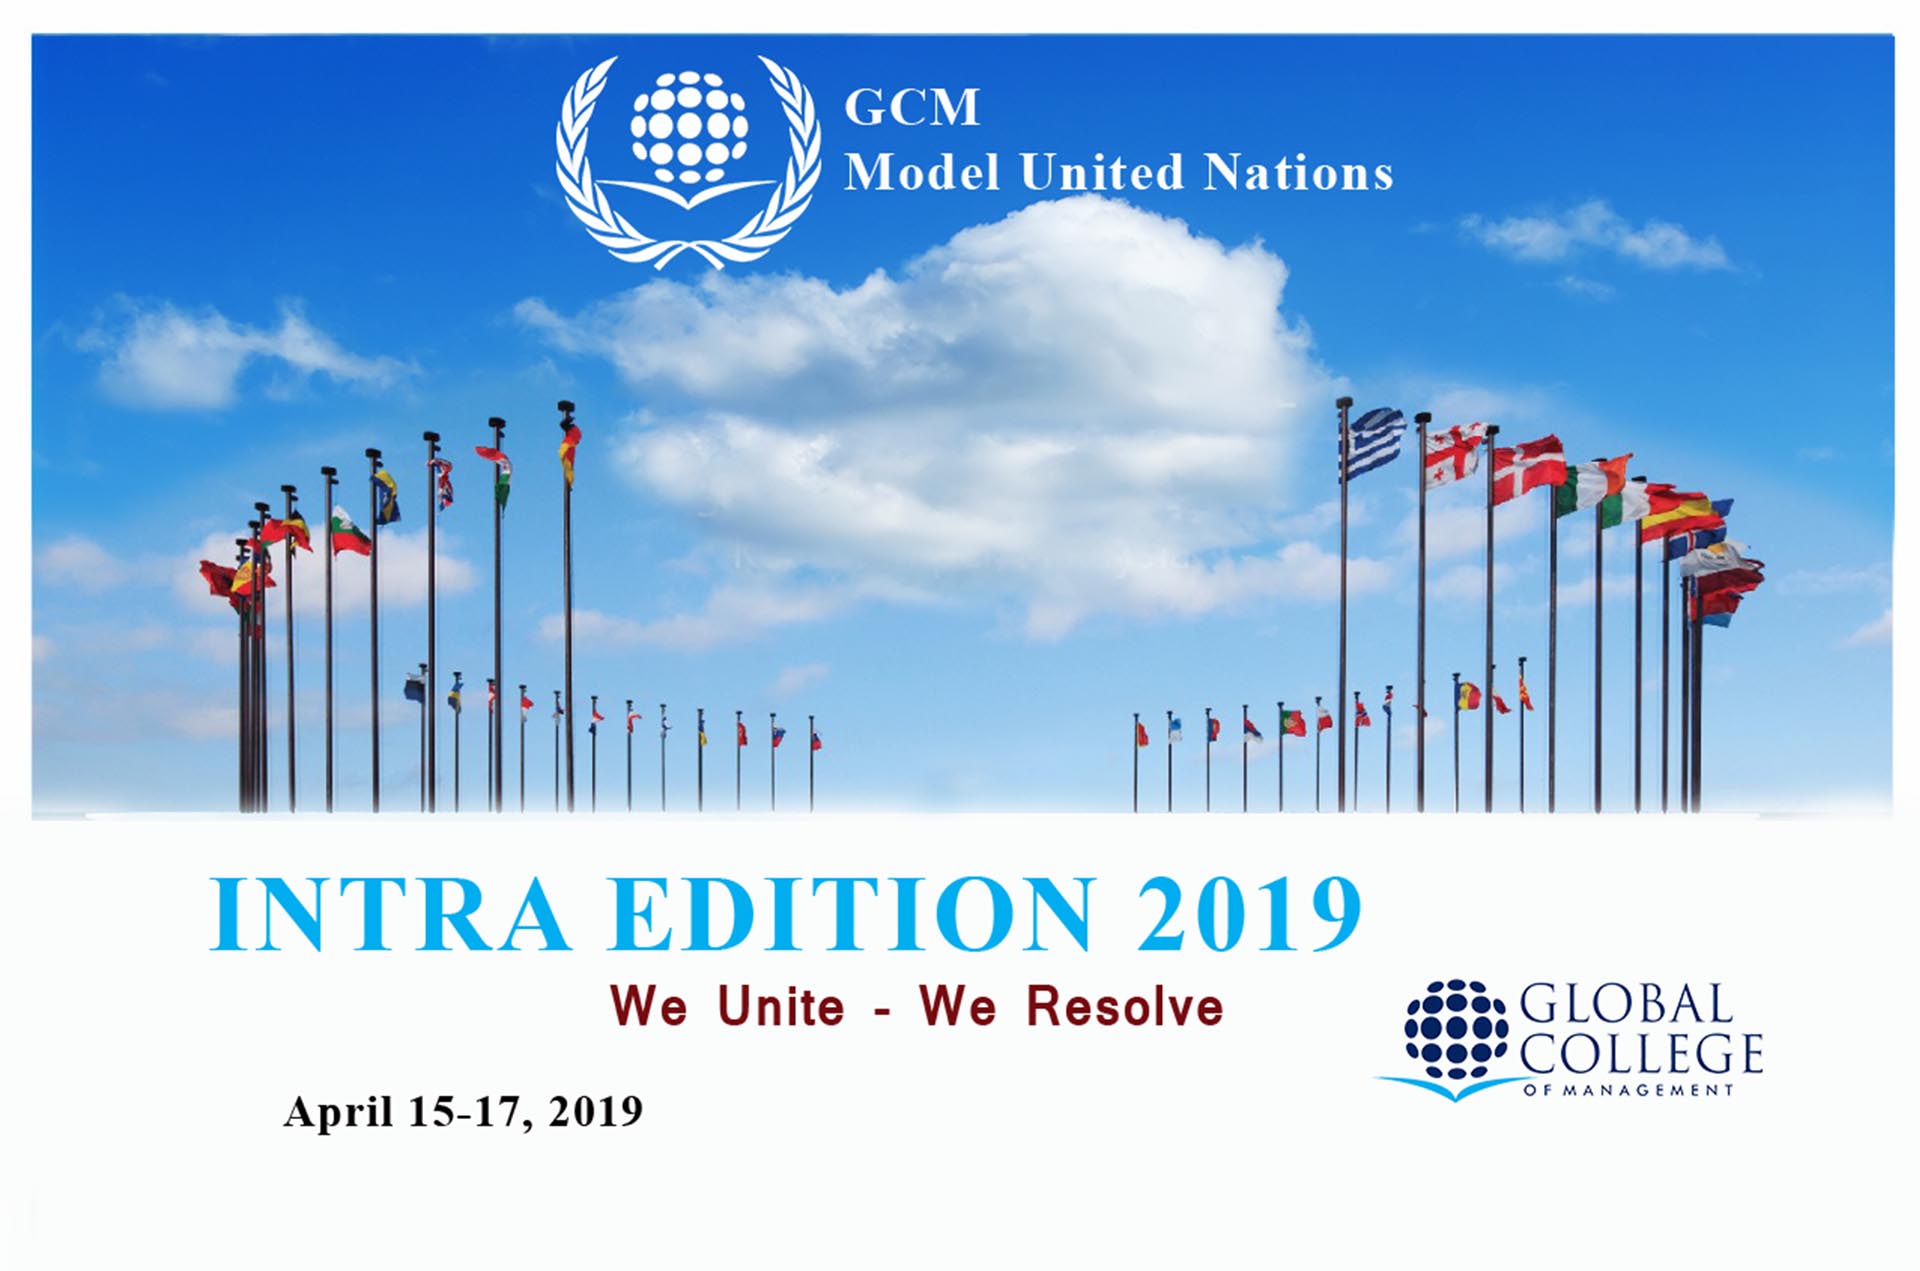 GCM
Model United Nations
INTRA EDITION 2019
We Unite - We Resolve
GLOBAL
COLLEGE
OF MANAGEMENT
April 15-17, 2019